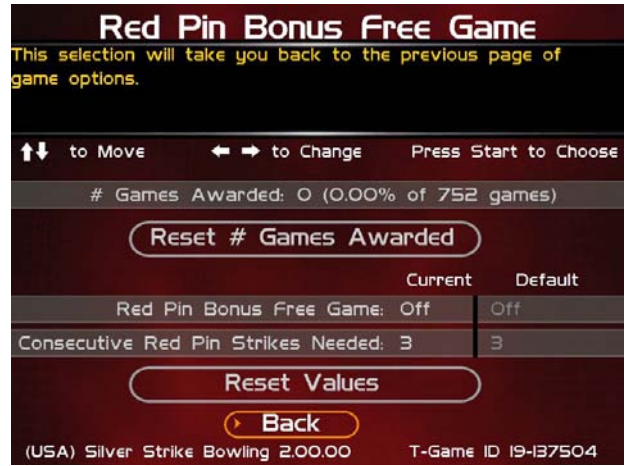 Red Pin Bonus Free Game
This selection will take you back to the previous page of
game options.
to Move to Change Press Start to Choose
# Games Awarded: 0 (0.00% of 752 games)
Reset # Games Awarded
Current Default
Red Pin Bonus Free Game: Off Off
Consecutive Red Pin Strikes Needed: 3 3
Reset Values
Back
(USA) Silver Strike Bowling 2.00.00 T-Game ID 19-137504